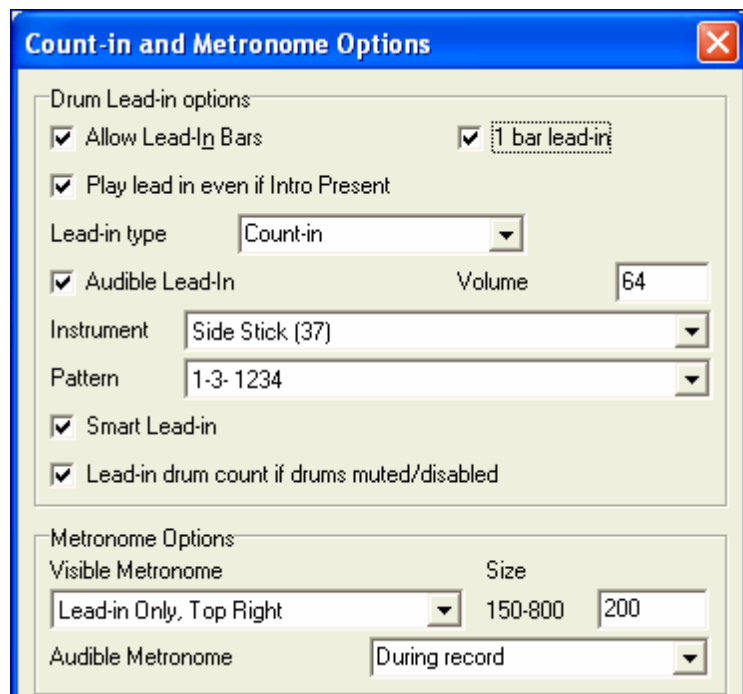 Count-in and Metronome Options
Drum Lead-in options
Allow Lead-In Bars 1 bar lead-in
Play lead in even if Intro Present
Lead-in type Count-in
Audible Lead-In Volume 64
Instrument Side Stick (37)
Pattern 1-3- 1234
Smart Lead-in
Lead-in drum count if drums muted/disabled
Metronome Options
Visible Metronome Size
Lead-in Only, Top Right 150-800 200
Audible Metronome During record